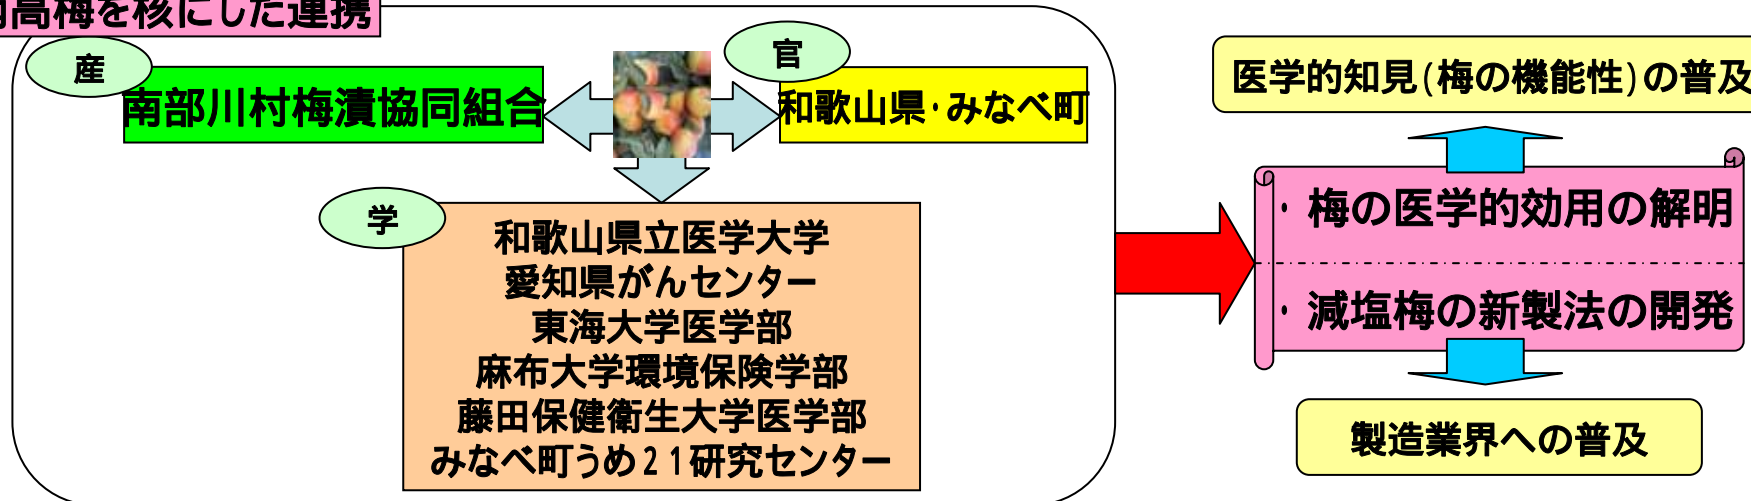 高梅を核にした連携
産
南部川村梅漬協同組合
官
和歌山県・みなべ町
学
和歌山県立医学大学
愛知県がんセンター
東海大学医学部
麻布大学環境保険学部
藤田保健衛生大学医学部
みなべ町うめ21研究センター
医学的知見(梅の機能性)の普及
・梅の医学的効用の解明
・減塩梅の新製法の開発
製造業界への普及